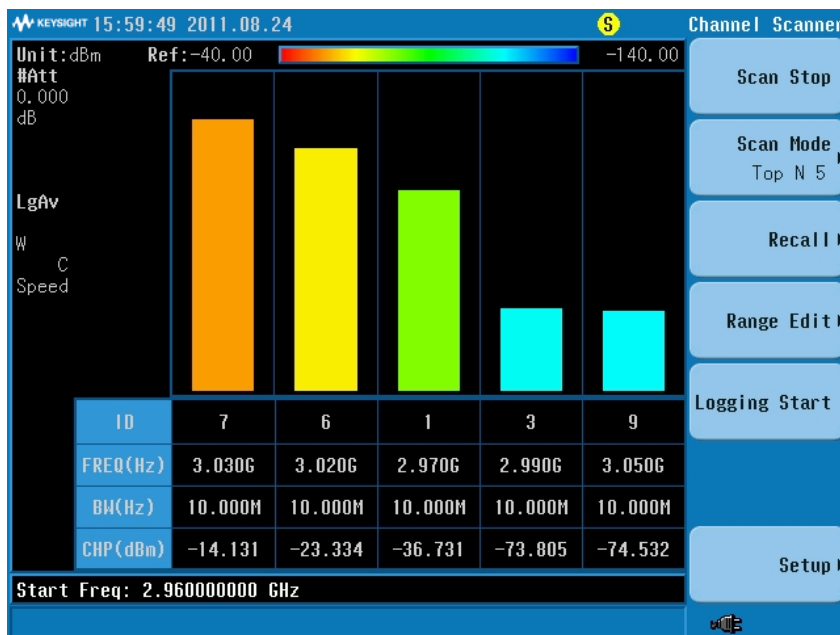 KEYSIGHT 15:59:49 2011.08.24 S Channel Scanner
Unit:dBm Ref:-40.00 -140.00
#Att
0.000
dB
LgAv
W
C
Speed
Scan Stop
Scan Mode
Top N 5
Recall
Range Edit
Logging Start
Setup
ID 7 6 1 3 9
FREQ(Hz) 3.030G 3.020G 2.970G 2.990G 3.050G
BW(Hz) 10.000M 10.000M 10.000M 10.000M 10.000M
CHP(dBm) -14.131 -23.334 -36.731 -73.805 -74.532
Start Freq: 2.960000000 GHz